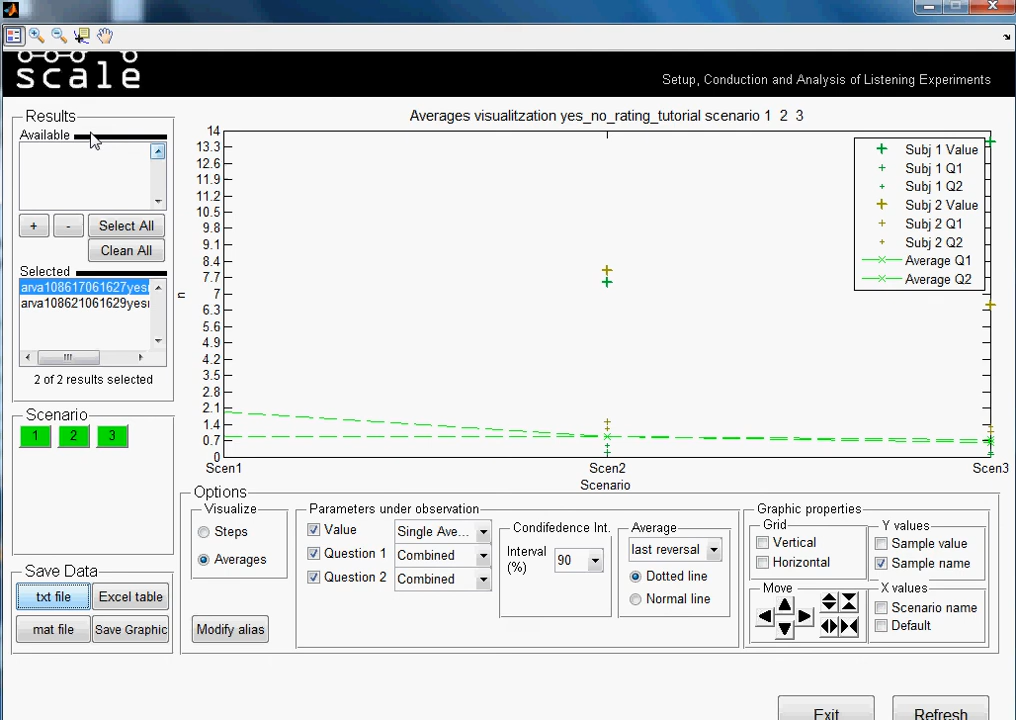 scale
Setup, Conduction and Analysis of Listening Experiments
Results
Available
+
-
Select All
Clean All
Selected
arva108617061627yesr
arva108621061629yesr
2 of 2 results selected
Scenario
1 2 3
Save Data
txt file
Excel table
mat file
Save Graphic
Averages visualitzation yes_no_rating_tutorial scenario 1 2 3
14
13.3
12.6
11.9
11.2
10.5
9.8
9.1
8.4
7.7
7
6.3
5.6
4.9
4.2
3.5
2.8
2.1
1.4
0.7
0
n
Subj 1 Value
Subj 1 Q1
Subj 1 Q2
Subj 2 Value
Subj 2 Q1
Subj 2 Q2
Average Q1
Average Q2
Scen1 Scen2 Scen3
Scenario
Options
Visualize
Steps
Averages
Modify alias
Parameters under observation
Value Single Ave...
Question 1 Combined
Question 2 Combined
Condifedence Int.
Interval
(%)
90
Average
last reversal
Dotted line
Normal line
Graphic properties
Grid
Vertical
Horizontal
Move
Y values
Sample value
Sample name
X values
Scenario name
Default
Exit
Refresh